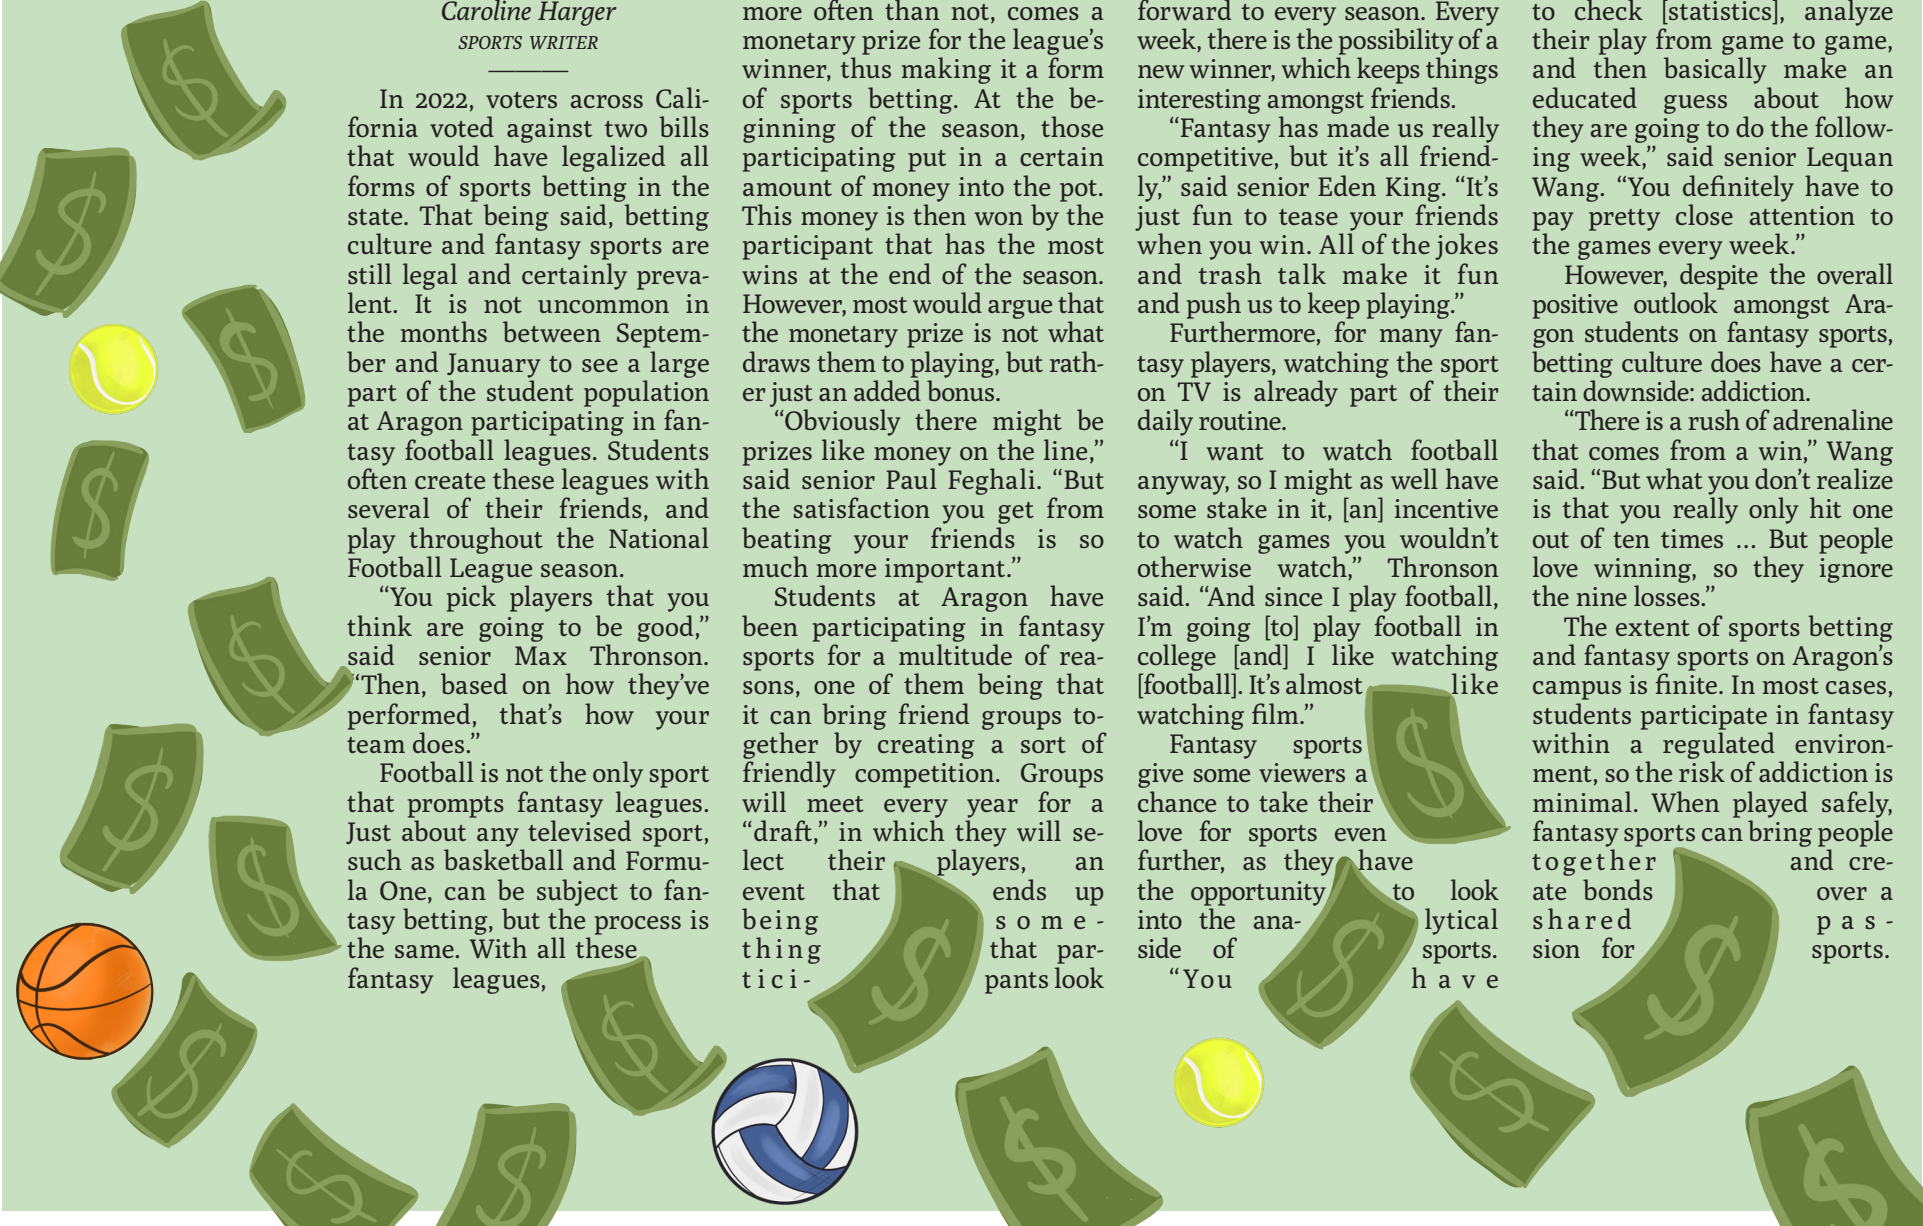 Caroline Harger
SPORTS WRITER
In 2022, voters across Cali-
fornia voted against two bills
that would have legalized all
forms of sports betting in the
state. That being said, betting
culture and fantasy sports are
still legal and certainly preva-
lent. It is not uncommon in
the months between Septem-
ber and January to see a large
part of the student population
at Aragon participating in fan-
tasy football leagues. Students
often create these leagues with
several of their friends, and
play throughout the National
Football League season.
“You pick players that you
think are going to be good,”
said senior Max Thronson.
“Then, based on how they’ve
performed, that’s how your
team does.”
Football is not the only sport
that prompts fantasy leagues.
Just about any televised sport,
such as basketball and Formu-
la One, can be subject to fan-
tasy betting, but the process is
the same. With all these
fantasy leagues,
more often than not, comes a
monetary prize for the league’s
winner, thus making it a form
of sports betting. At the be-
ginning of the season, those
participating put in a certain
amount of money into the pot.
This money is then won by the
participant that has the most
wins at the end of the season.
However, most would argue that
the monetary prize is not what
draws them to playing, but rath-
er just an added bonus.
“Obviously there might be
prizes like money on the line,”
said senior Paul Feghali. “But
the satisfaction you get from
beating your friends is so
much more important.”
Students at Aragon have
been participating in fantasy
sports for a multitude of rea-
sons, one of them being that
it can bring friend groups to-
gether by creating a sort of
friendly competition. Groups
will meet every year for a
“draft,” in which they will se-
lect their players, an
event that ends up
being some-
thing that par-
tici- pants look
forward to every season. Every
week, there is the possibility of a
new winner, which keeps things
interesting amongst friends.
“Fantasy has made us really
competitive, but it’s all friend-
ly,” said senior Eden King. “It’s
just fun to tease your friends
when you win. All of the jokes
and trash talk make it fun
and push us to keep playing.”
Furthermore, for many fan-
tasy players, watching the sport
on TV is already part of their
daily routine.
“I want to watch football
anyway, so I might as well have
some stake in it, [an] incentive
to watch games you wouldn’t
otherwise watch,” Thronson
said. “And since I play football,
I’m going [to] play football in
college [and] I like watching
[football]. It’s almost like
watching film.”
Fantasy sports
give some viewers a
chance to take their
love for sports even
further, as they have
the opportunity to look
into the ana- lytical
side of sports.
“You have
to check [statistics], analyze
their play from game to game,
and then basically make an
educated guess about how
they are going to do the follow-
ing week,” said senior Lequan
Wang. “You definitely have to
pay pretty close attention to
the games every week.”
However, despite the overall
positive outlook amongst Ara-
gon students on fantasy sports,
betting culture does have a cer-
tain downside: addiction.
“There is a rush of adrenaline
that comes from a win,” Wang
said. “But what you don’t realize
is that you really only hit one
out of ten times ... But people
love winning, so they ignore
the nine losses.”
The extent of sports betting
and fantasy sports on Aragon’s
campus is finite. In most cases,
students participate in fantasy
within a regulated environ-
ment, so the risk of addiction is
minimal. When played safely,
fantasy sports can bring people
together and cre-
ate bonds over a
shared pas-
sion for sports.